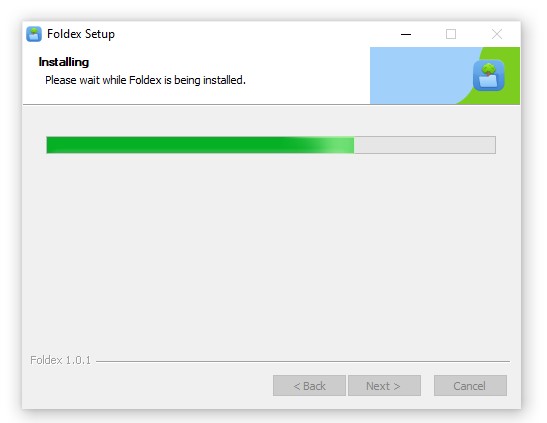 Foldex Setup
Installing
Please wait while Foldex is being installed.
Foldex 1.0.1
< Back
Next >
Cancel